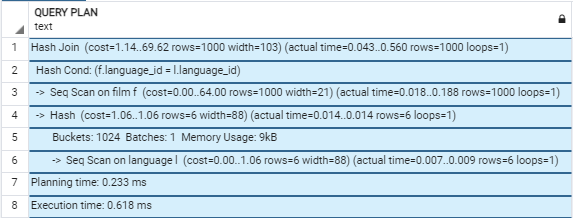 QUERY PLAN
text
1 Hash Join (cost=1.14..69.62 rows=1000 width=103) (actual time=0.043..0.560 rows=1000 loops=1)
2 Hash Cond: (f.language_id = l.language_id)
3 -> Seq Scan on film f (cost=0.00..64.00 rows=1000 width=21) (actual time=0.018..0.188 rows=1000 loops=1)
4 -> Hash (cost=1.06..1.06 rows=6 width=88) (actual time=0.014..0.014 rows=6 loops=1)
5 Buckets: 1024 Batches: 1 Memory Usage: 9kB
6 -> Seq Scan on language l (cost=0.00..1.06 rows=6 width=88) (actual time=0.007..0.009 rows=6 loops=1)
7 Planning time: 0.233 ms
8 Execution time: 0.618 ms